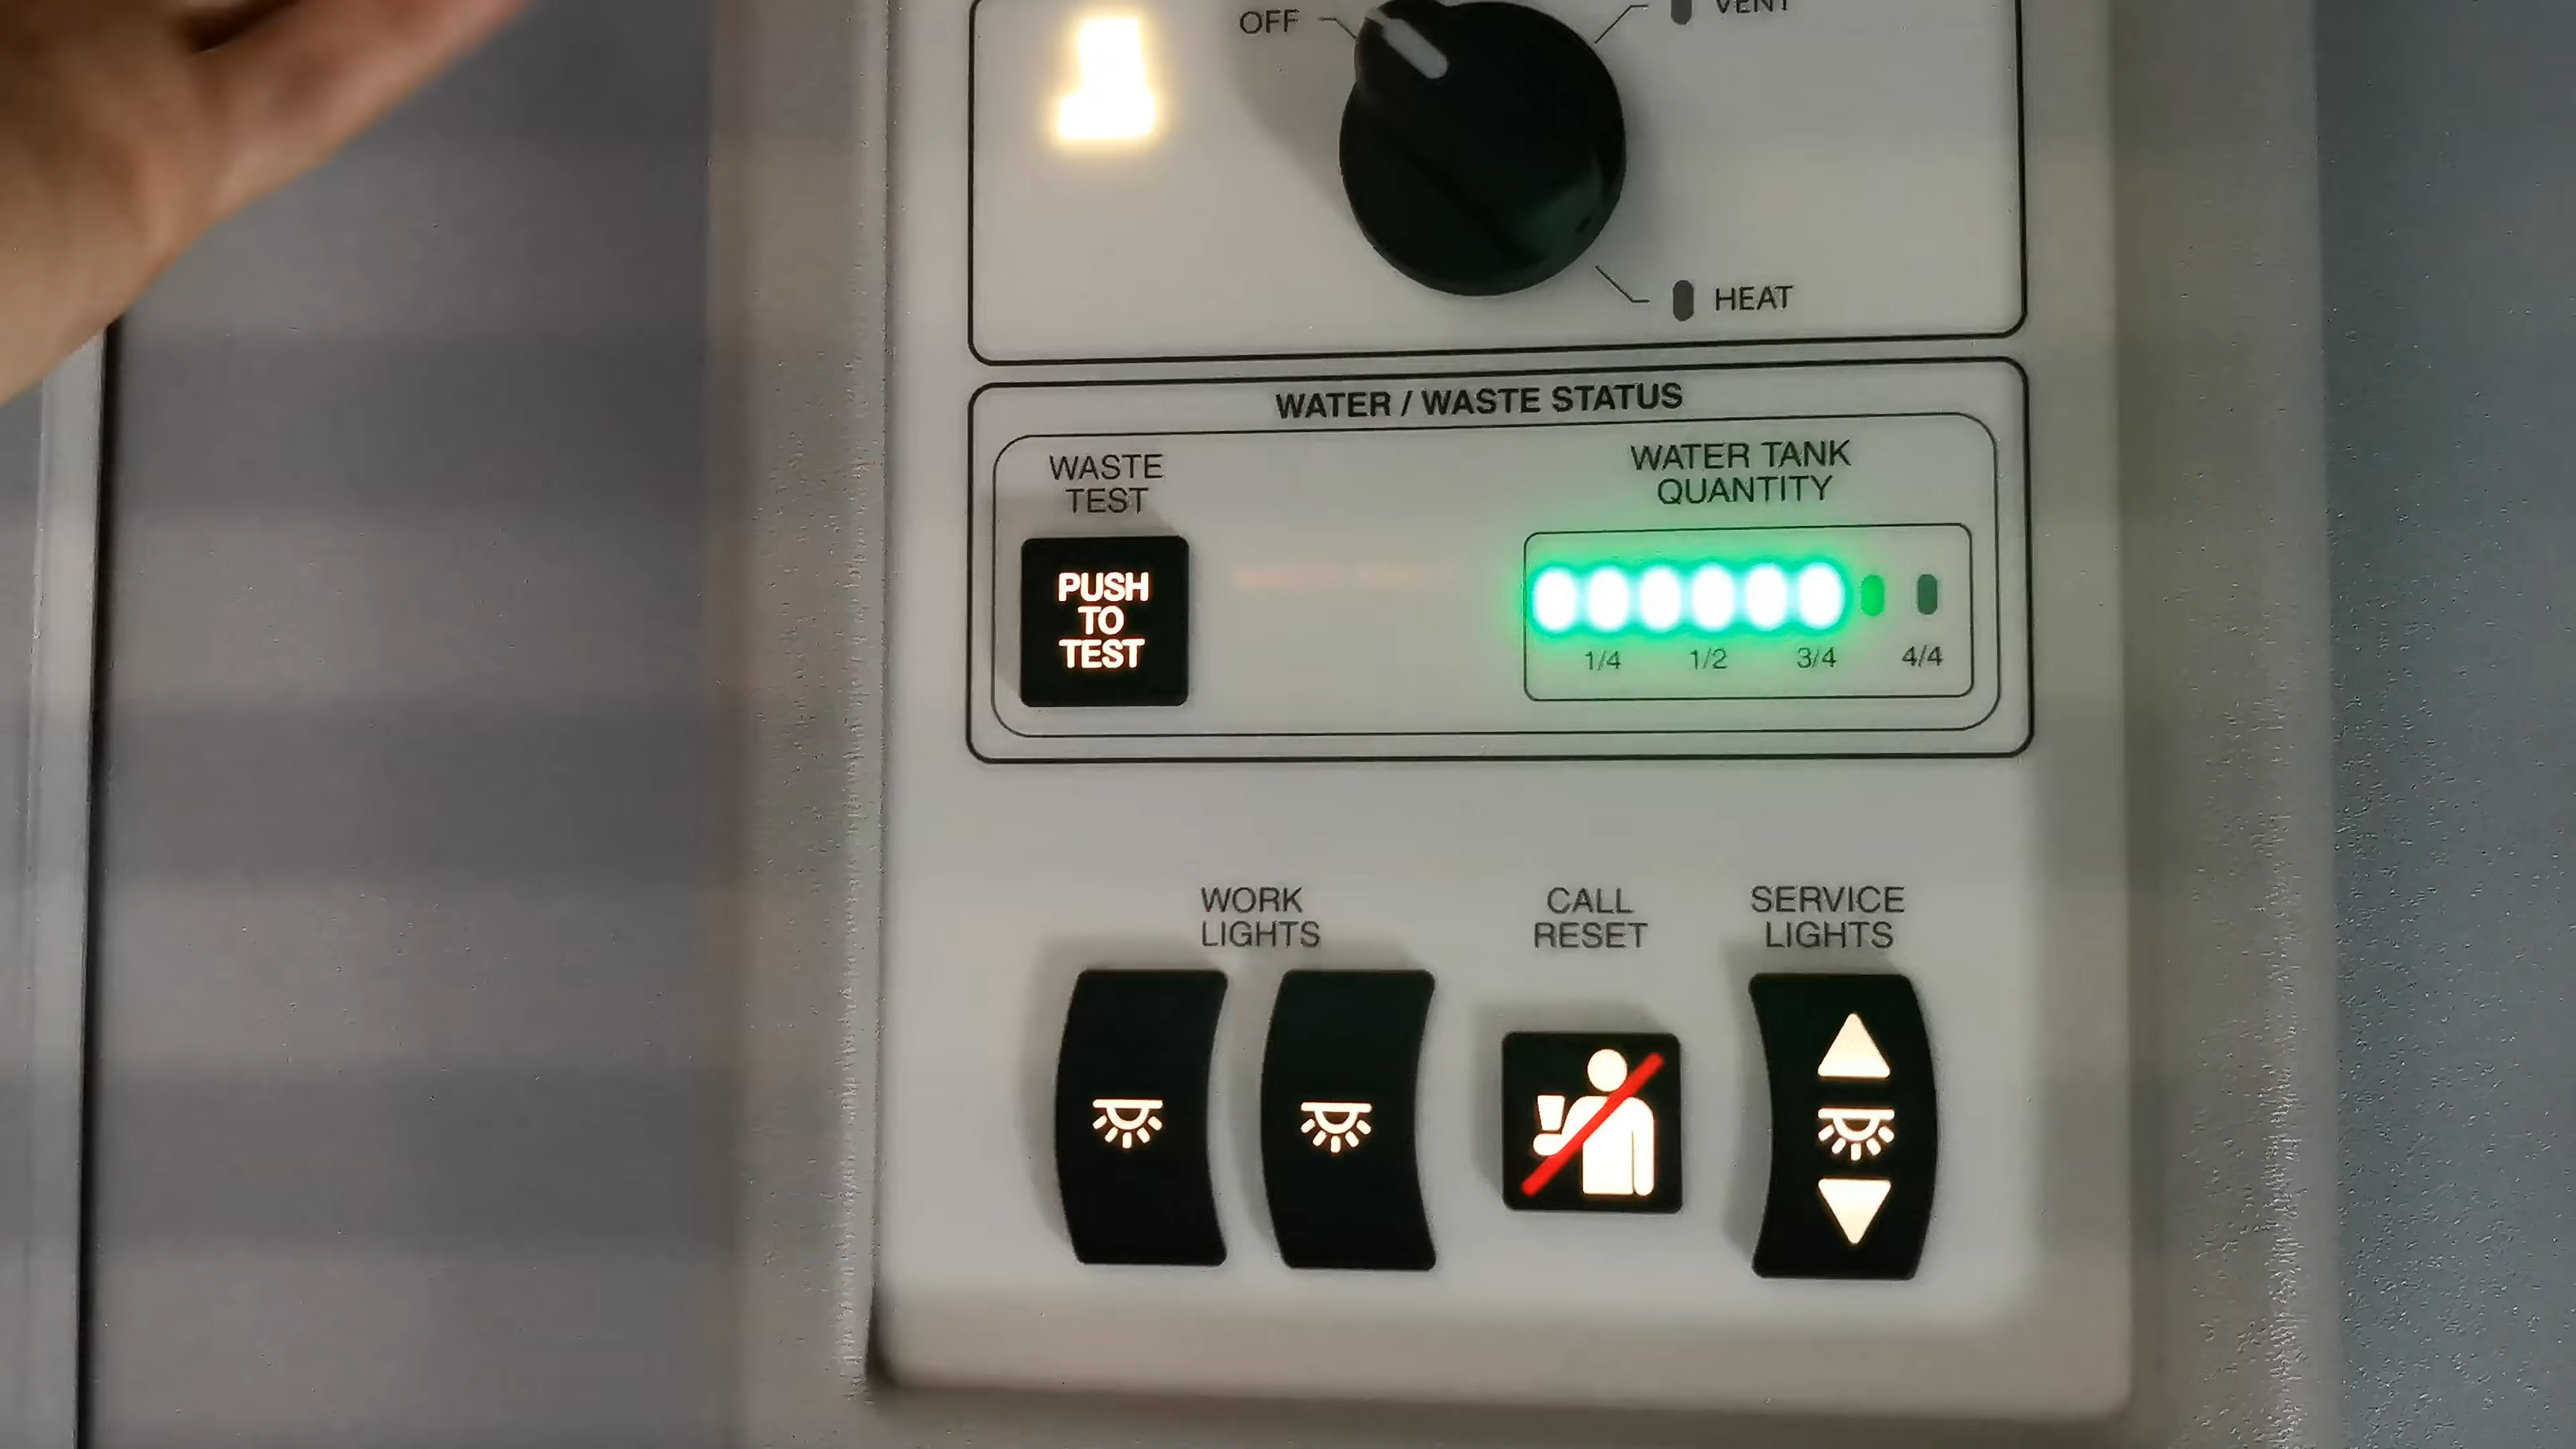 OFF
VENT
HEAT
WATER / WASTE STATUS
WASTE
TEST
PUSH
TO
TEST
WATER TANK
QUANTITY
1/4 1/2 3/4 4/4
WORK
LIGHTS
CALL
RESET
SERVICE
LIGHTS